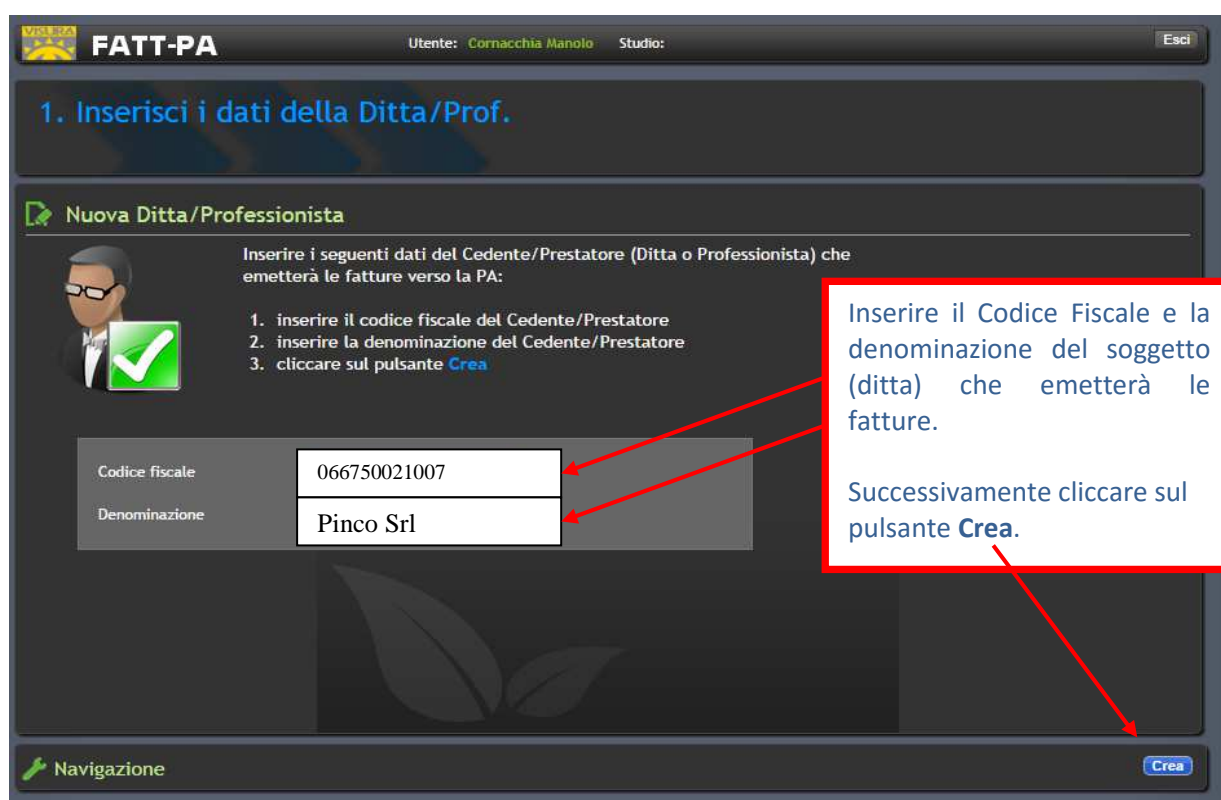 VISURA
FATT-PA
Utente: Cornacchia Manolo Studio:
Esci
1. Inserisci i dati della Ditta/Prof.
Nuova Ditta/Professionista
Inserire i seguenti dati del Cedente/Prestatore (Ditta o Professionista) che
emetterà le fatture verso la PA:
1. inserire il codice fiscale del Cedente/Prestatore
2. inserire la denominazione del Cedente/Prestatore
3. cliccare sul pulsante Crea
Inserire il Codice Fiscale e la
denominazione del soggetto
(ditta) che emetterà le
fatture.
Successivamente cliccare sul
pulsante Crea.
Codice fiscale
066750021007
Denominazione
Pinco Srl
Navigazione
Crea